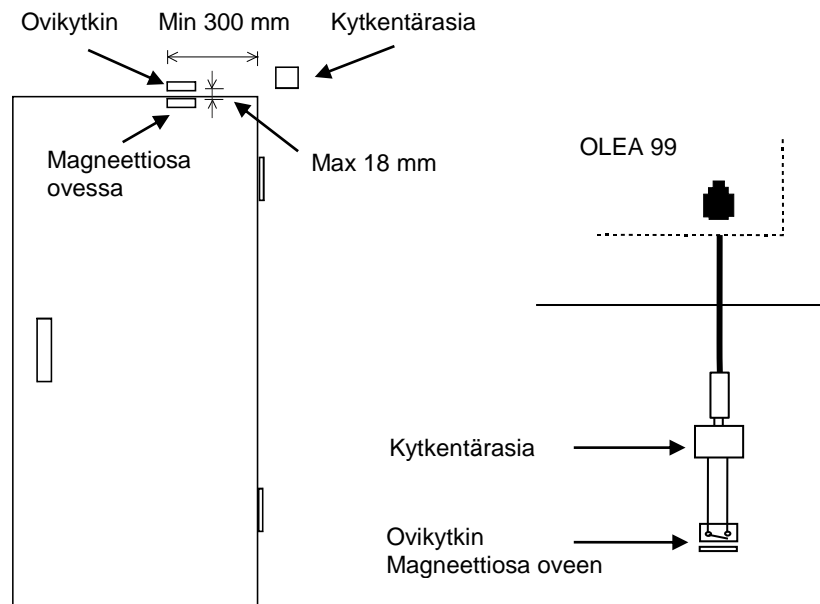 Ovikytkin
Min 300 mm
Kytkentärasia
Magneettiosa
ovessa
Max 18 mm
OLEA 99
Kytkentärasia
Ovikytkin
Magneettiosa oveen